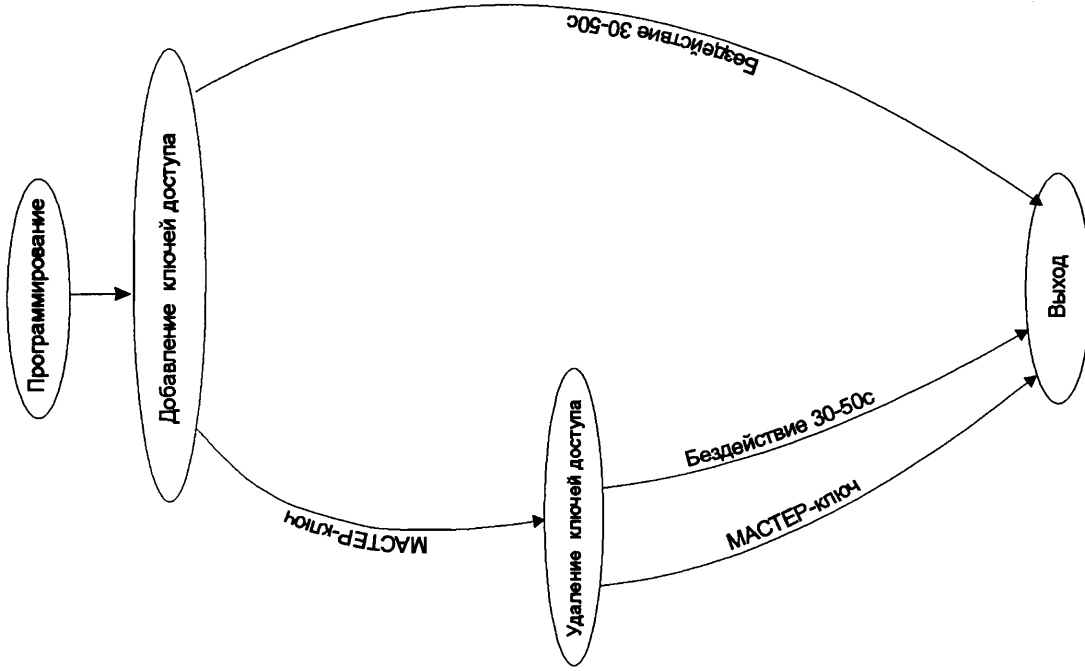 Программирование
Добавление ключей доступа
Бездействие 30-50с
МАСТЕР-ключ
Удаление ключей доступа
Бездействие 30-50с
МАСТЕР-ключ
Выход